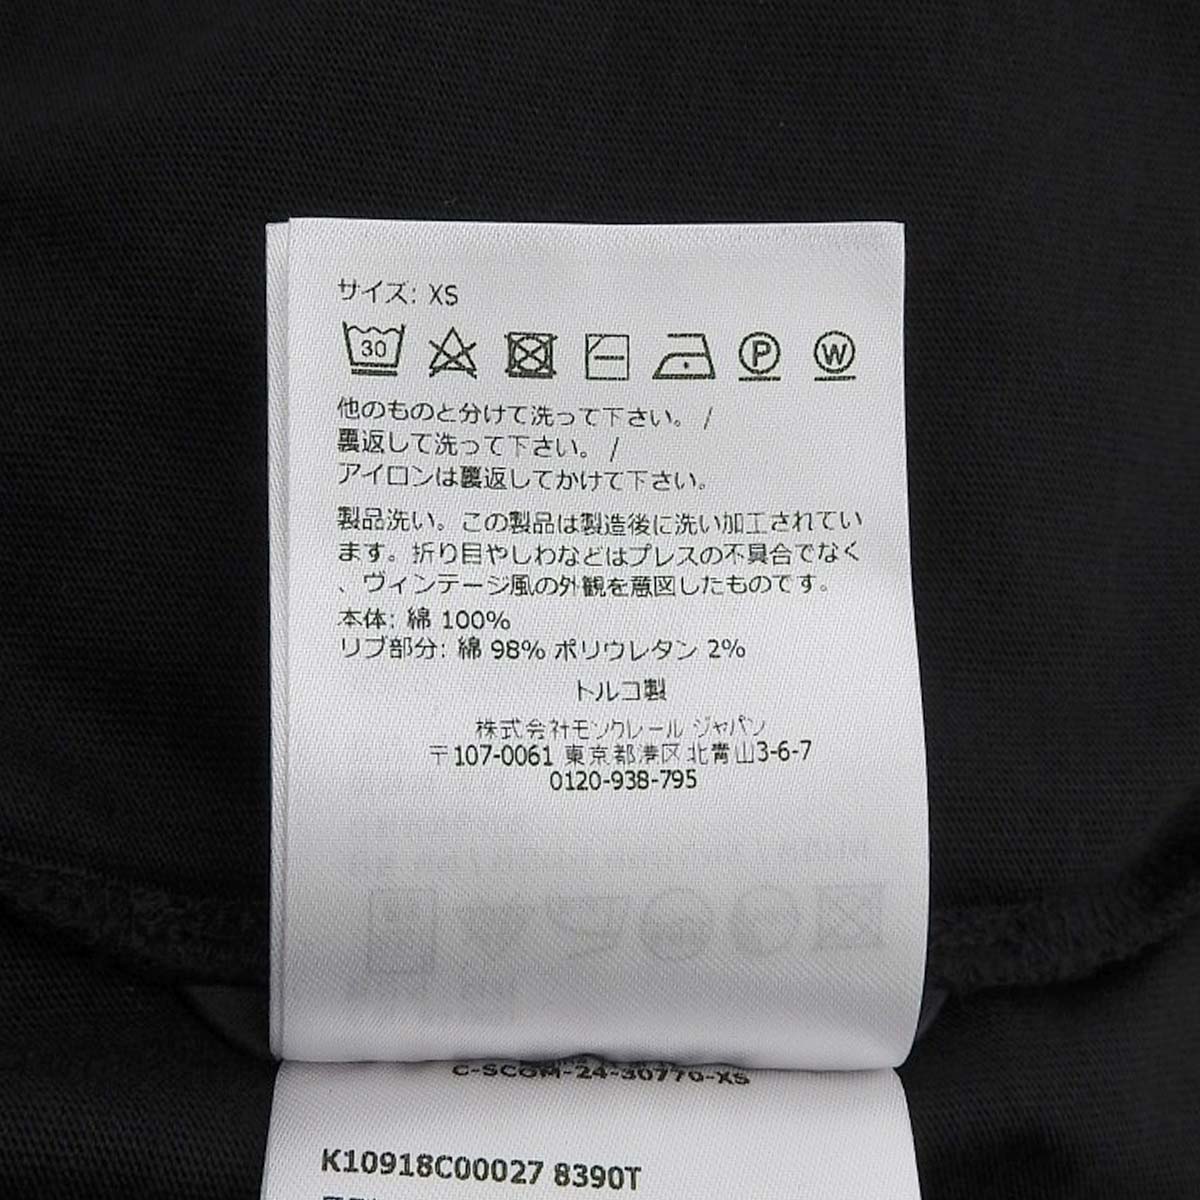 サイズ: XS
30
P
W
他のものと分けて洗って下さい。/
裏返して洗って下さい。/
アイロンは裏返してかけて下さい。
製品洗い。この製品は製造後に洗い加工されてい
ます。折り目やしわなどはプレスの不具合でなく
、ヴィンテージ風の外観を意図したものです。
本体: 綿 100%
リブ部分: 綿 98% ポリウレタン 2%
トルコ製
株式会社モンクレール ジャパン
〒107-0061 東京都港区北青山3-6-7
0120-938-795
C-SCOM-24-30770-XS
K10918C00027 8390T